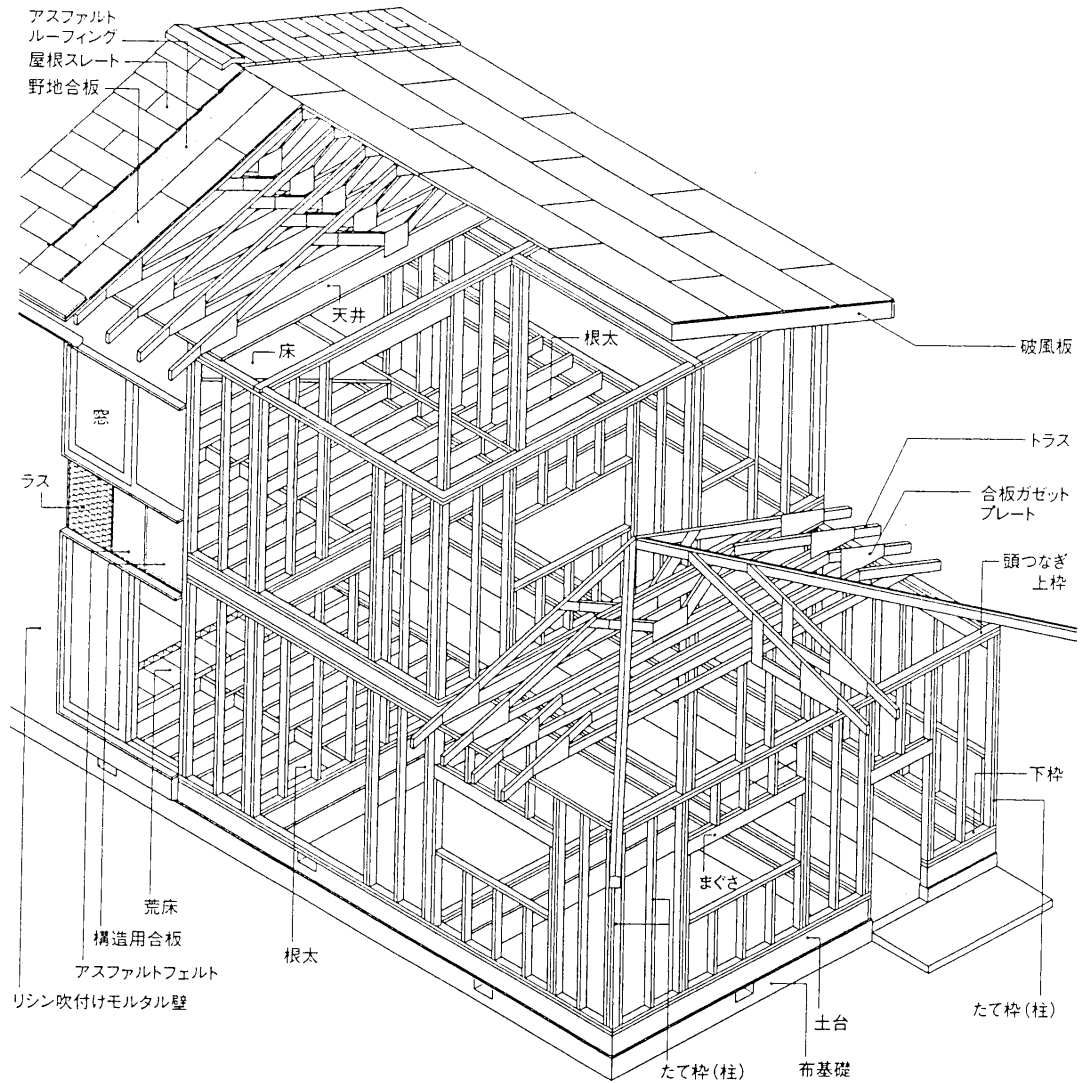 アスファルト
ルーフィング
屋根スレート
野地合板
天井
床
根太
破風板
窓
トラス
ラス
合板ガゼット
プレート
頭つなぎ
上枠
下枠
まぐさ
荒床
構造用合板
根太
アスファルトフェルト
リシン吹付けモルタル壁
たて枠(柱)
土台
布基礎
たて枠(柱)